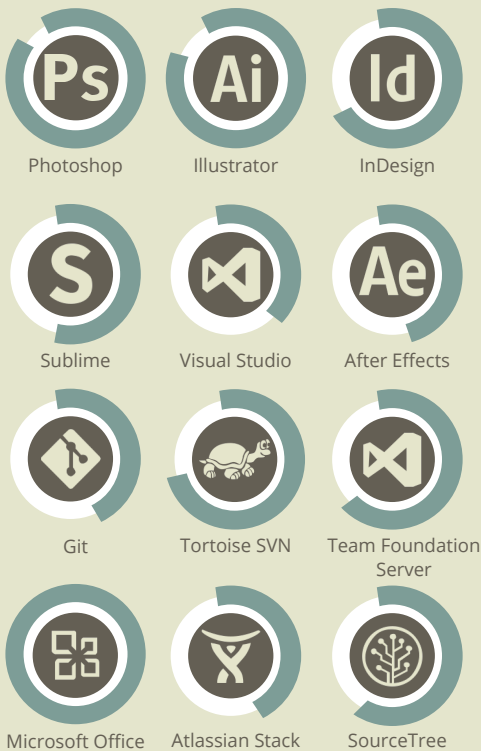 Ps
Ai
Id
Photoshop
Illustrator
InDesign
S
Ae
Sublime
Visual Studio
After Effects
Git
Tortoise SVN
Team Foundation
Server
Microsoft Office
Atlassian Stack
SourceTree